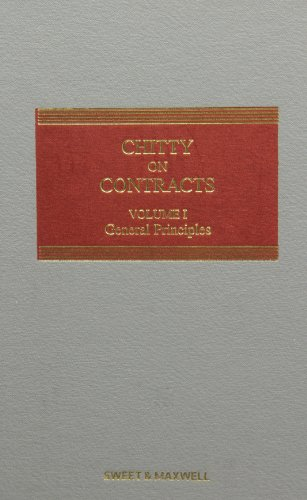 CHITTY
ON
CONTRACTS
VOLUME I
General Principles
SWEET & MAXWELL